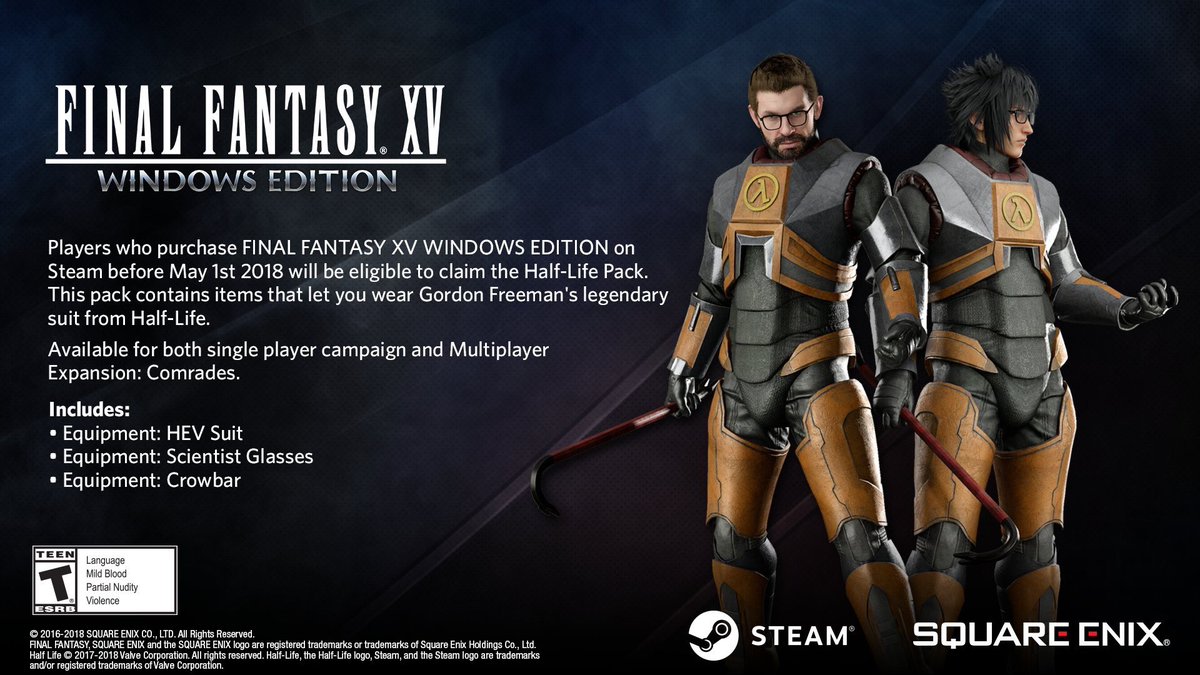 FINAL FANTASY® XV
WINDOWS EDITION
Players who purchase FINAL FANTASY XV WINDOWS EDITION on
Steam before May 1st 2018 will be eligible to claim the Half-Life Pack.
This pack contains items that let you wear Gordon Freeman's legendary
suit from Half-Life.
Available for both single player campaign and Multiplayer
Expansion: Comrades.
Includes:
• Equipment: HEV Suit
• Equipment: Scientist Glasses
• Equipment: Crowbar
TEEN
T
ESRB
Language
Mild Blood
Partial Nudity
Violence
© 2016-2018 SQUARE ENIX CO., LTD. All Rights Reserved.
FINAL FANTASY, SQUARE ENIX and the SQUARE ENIX logo are registered trademarks or trademarks of Square Enix Holdings Co., Ltd.
Half Life © 2017-2018 Valve Corporation. All rights reserved. Half-Life, the Half-Life logo, Steam, and the Steam logo are trademarks
and/or registered trademarks of Valve Corporation.
STEAM®
SQUARE ENIX®